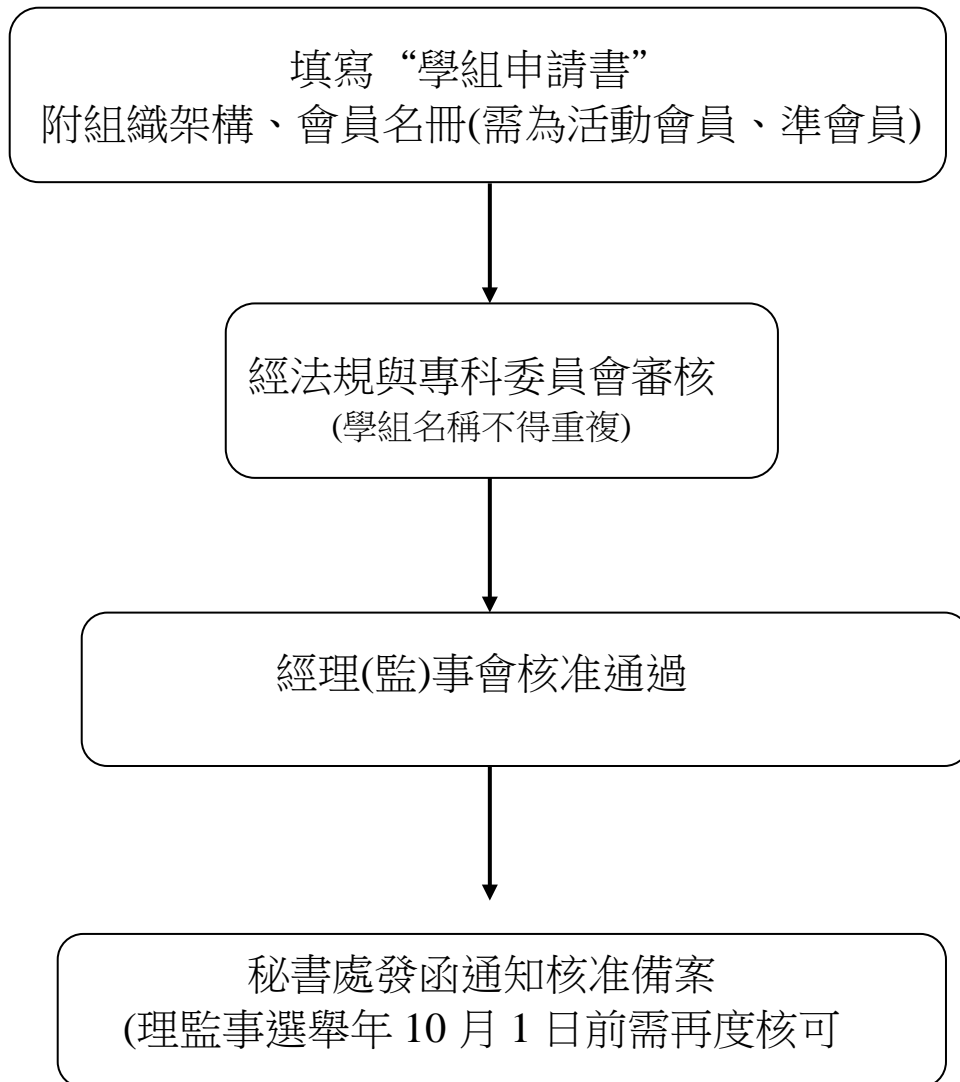 填寫“學組申請書”
附組織架構、會員名冊(需為活動會員、準會員)
經法規與專科委員會審核
(學組名稱不得重複)
經理(監)事會核准通過
秘書處發函通知核准備案
(理監事選舉年 10 月 1 日前需再度核可